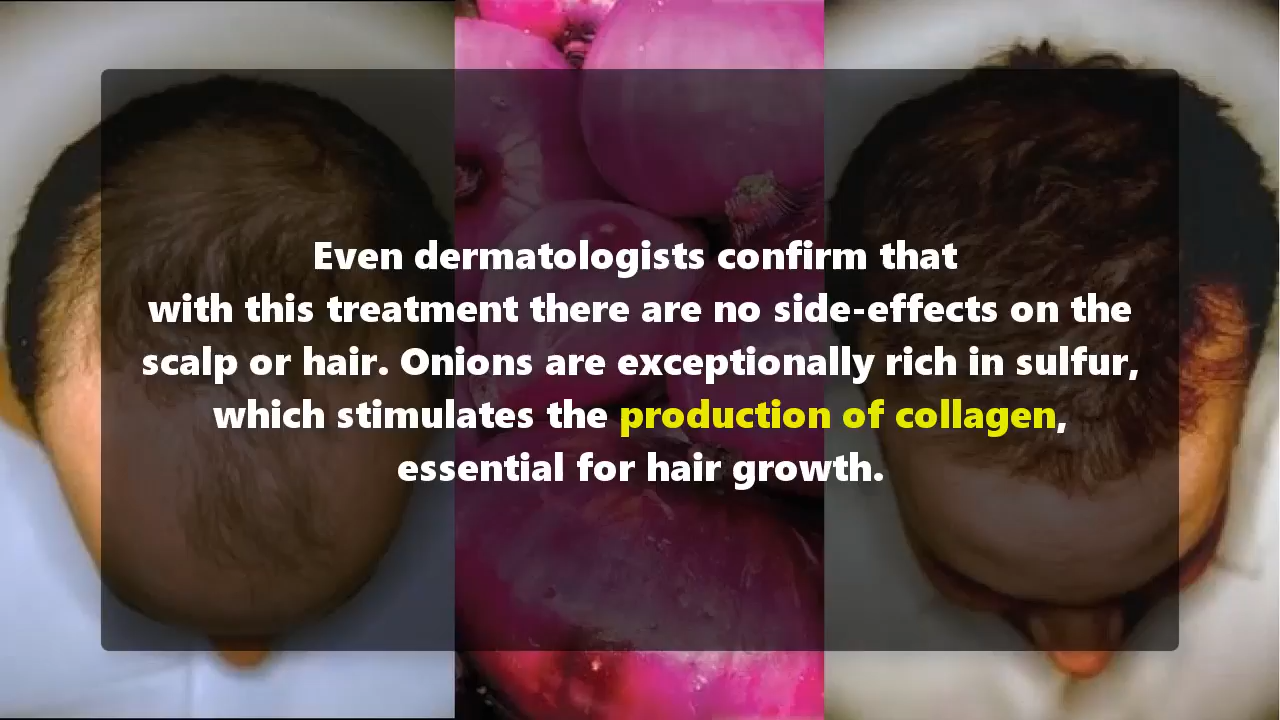 Even dermatologists confirm that
with this treatment there are no side-effects on the
scalp or hair. Onions are exceptionally rich in sulfur,
which stimulates the production of collagen,
essential for hair growth.